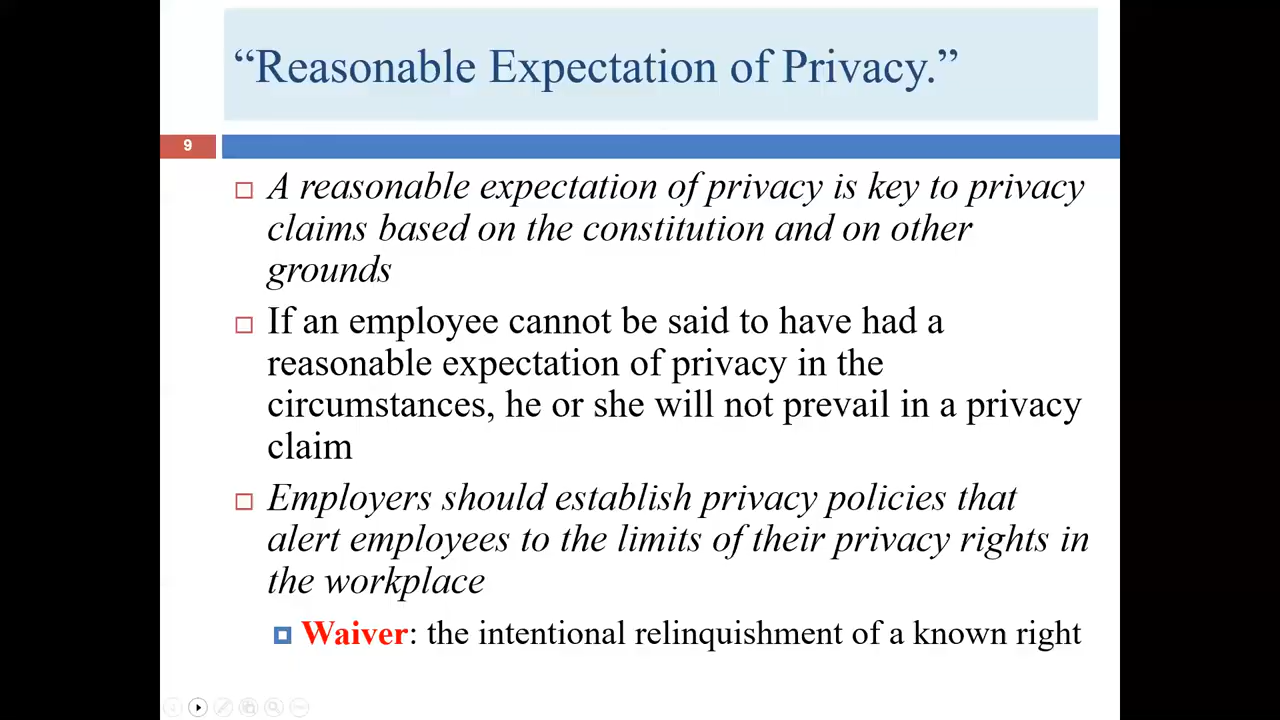 “Reasonable Expectation of Privacy.”
9
A reasonable expectation of privacy is key to privacy
claims based on the constitution and on other
grounds
If an employee cannot be said to have had a
reasonable expectation of privacy in the
circumstances, he or she will not prevail in a privacy
claim
Employers should establish privacy policies that
alert employees to the limits of their privacy rights in
the workplace
Waiver: the intentional relinquishment of a known right